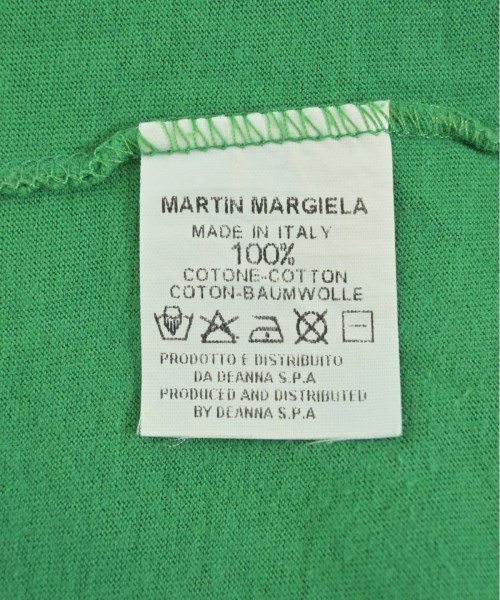 MARTIN MARGIELA
MADE IN ITALY
100%
COTONE-COTTON
COTON-BAUMWOLLE
PRODOTTO E DISTRIBUITO
DA DEANNA S.P.A
PRODUCED AND DISTRIBUTED
BY DEANNA S.P.A